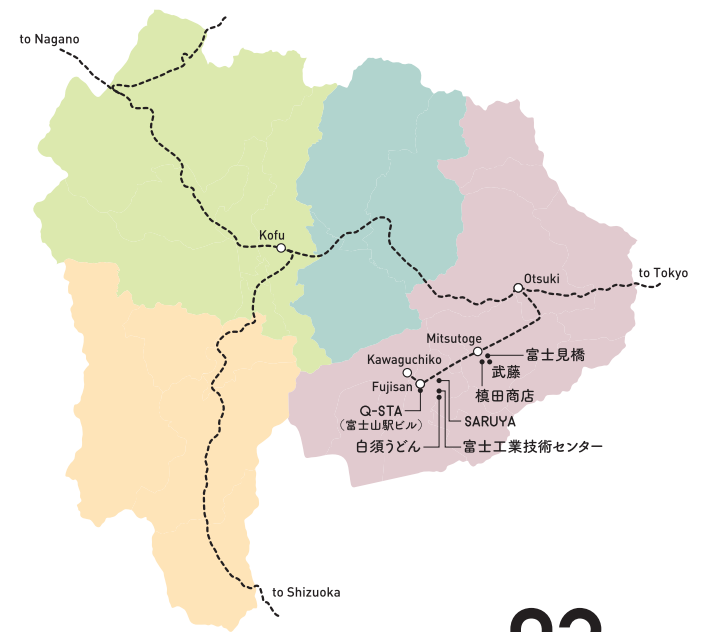 to Nagano
Kofu
Otsuki
to Tokyo
Mitsutoge
富士見橋
Kawaguchiko
武藤
Fujisan
槙田商店
Q-STA
(富士山駅ビル)
SARUYA
白須うどん
富士工業技術センター
to Shizuoka